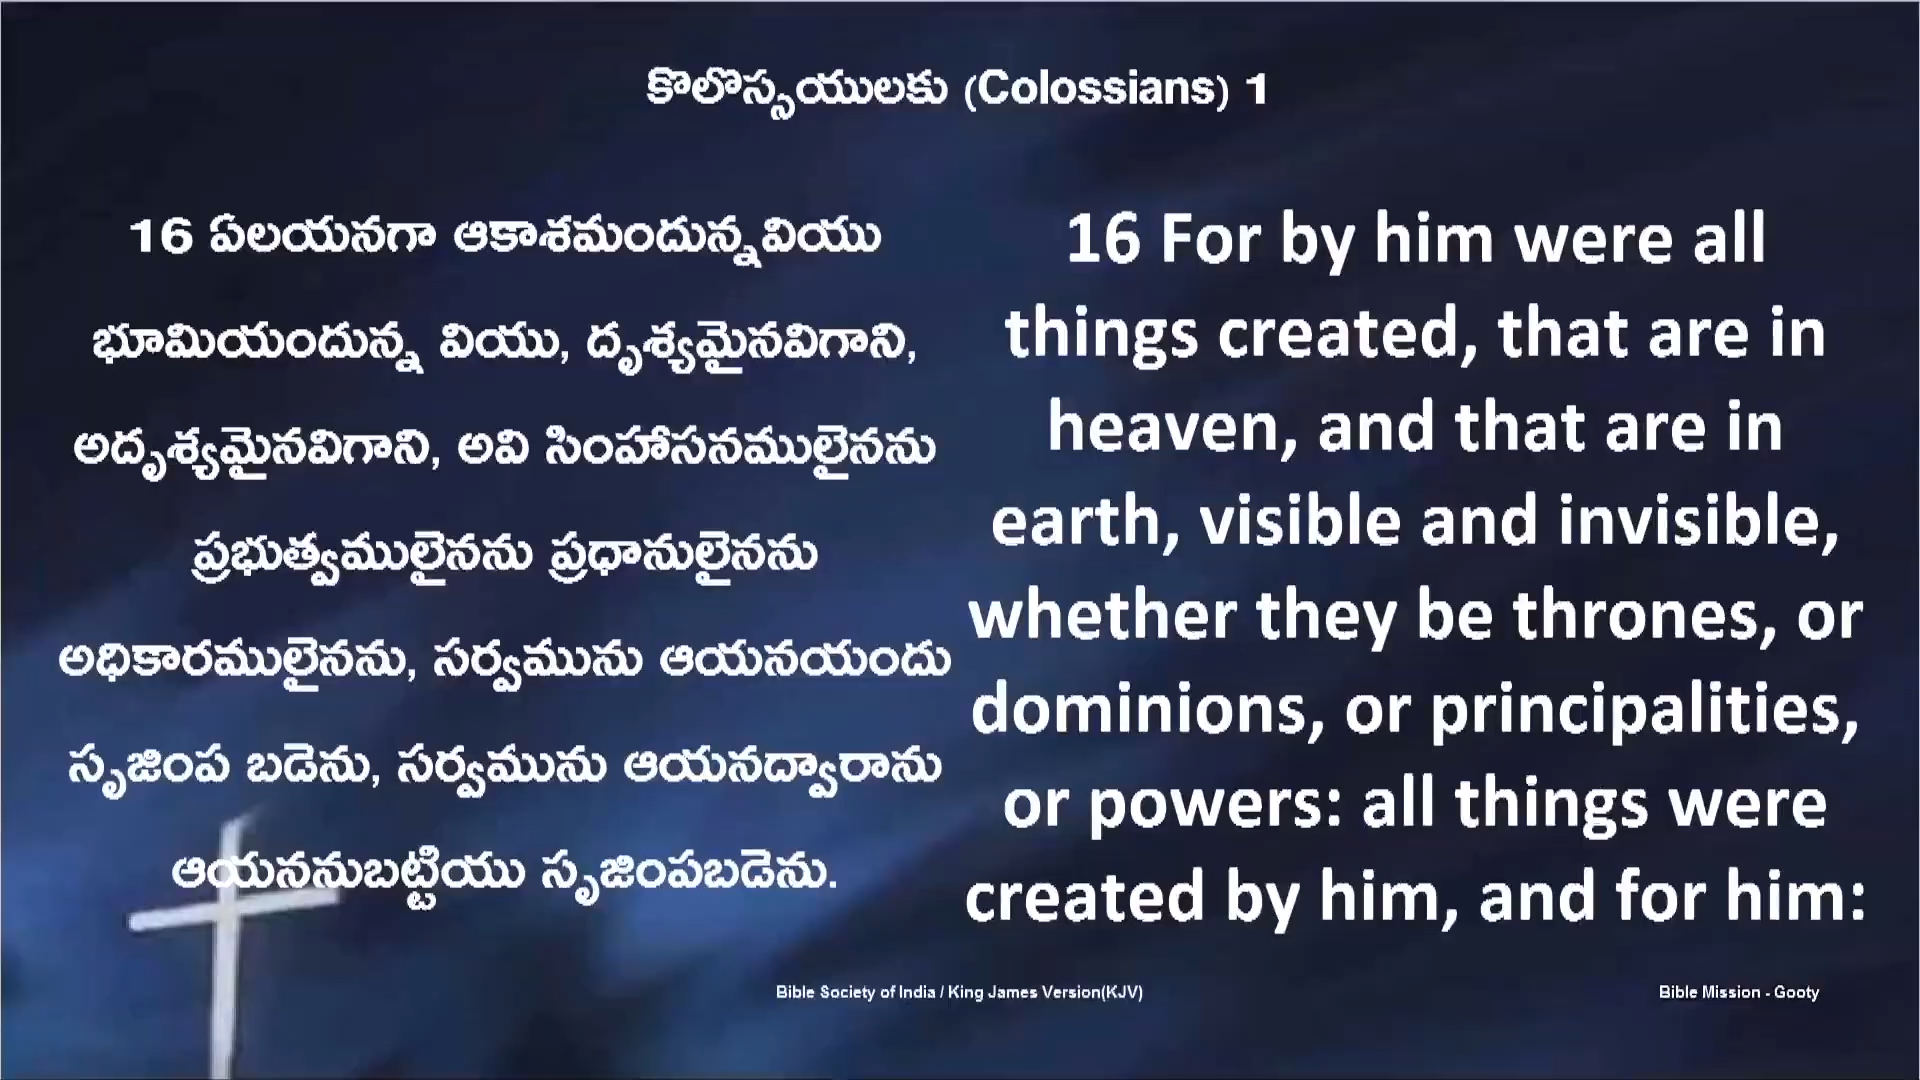 కొలొస్సయులకు (Colossians) 1
16 ఏలయనగా ఆకాశమందున్నవియు
భూమియందున్న వియు, దృశ్యమైనవిగాని,
అదృశ్యమైనవిగాని, అవి సింహాసనములైనను
ప్రభుత్వములైనను ప్రధానులైనను
అధికారములైనను, సర్వమును ఆయనయందు
సృజింప బడెను, సర్వమును ఆయనద్వారాను
ఆయననుబట్టియు సృజింపబడెను.
16 For by him were all
things created, that are in
heaven, and that are in
earth, visible and invisible,
whether they be thrones, or
dominions, or principalities,
or powers: all things were
created by him, and for him:
Bible Society of India / King James Version(KJV)
Bible Mission - Gooty